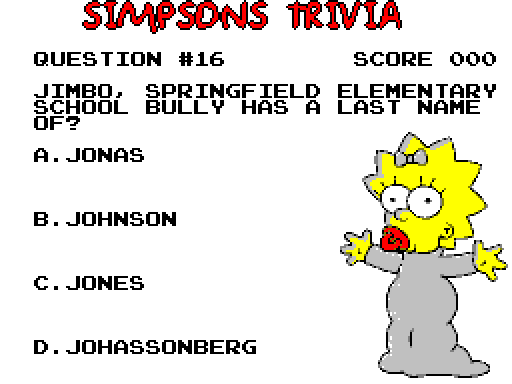 SIMPSONS TRIVIA
QUESTION #16 SCORE 000
JIMBO, SPRINGFIELD ELEMENTARY
SCHOOL BULLY HAS A LAST NAME
OF?
A.JONAS
B.JOHNSON
C.JONES
D.JOHASSONBERG